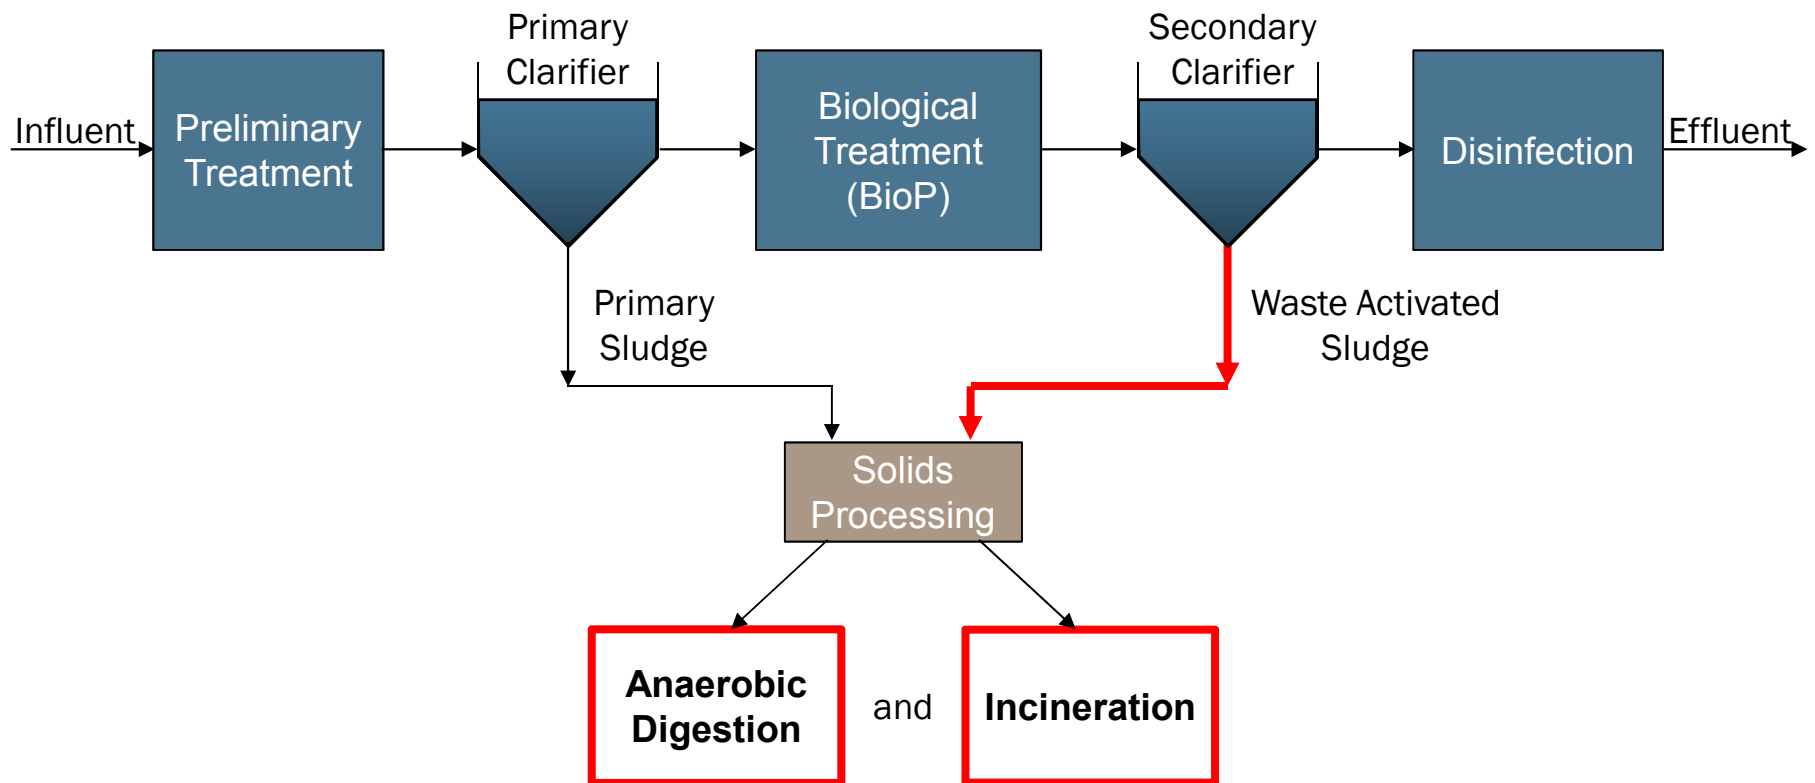 Influent
Preliminary
Treatment
Primary
Clarifier
Biological
Treatment
(BioP)
Secondary
Clarifier
Disinfection
Effluent
Primary
Sludge
Waste Activated
Sludge
Solids
Processing
Anaerobic
Digestion
and
Incineration